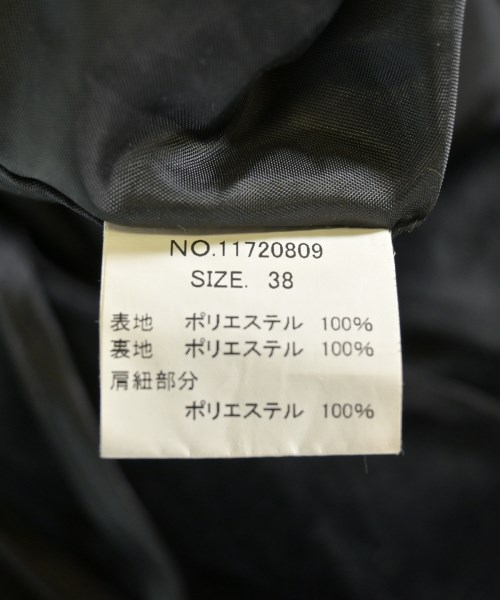 NO.11720809
SIZE. 38
表地 ポリエステル 100%
裏地 ポリエステル 100%
肩紐部分
ポリエステル 100%